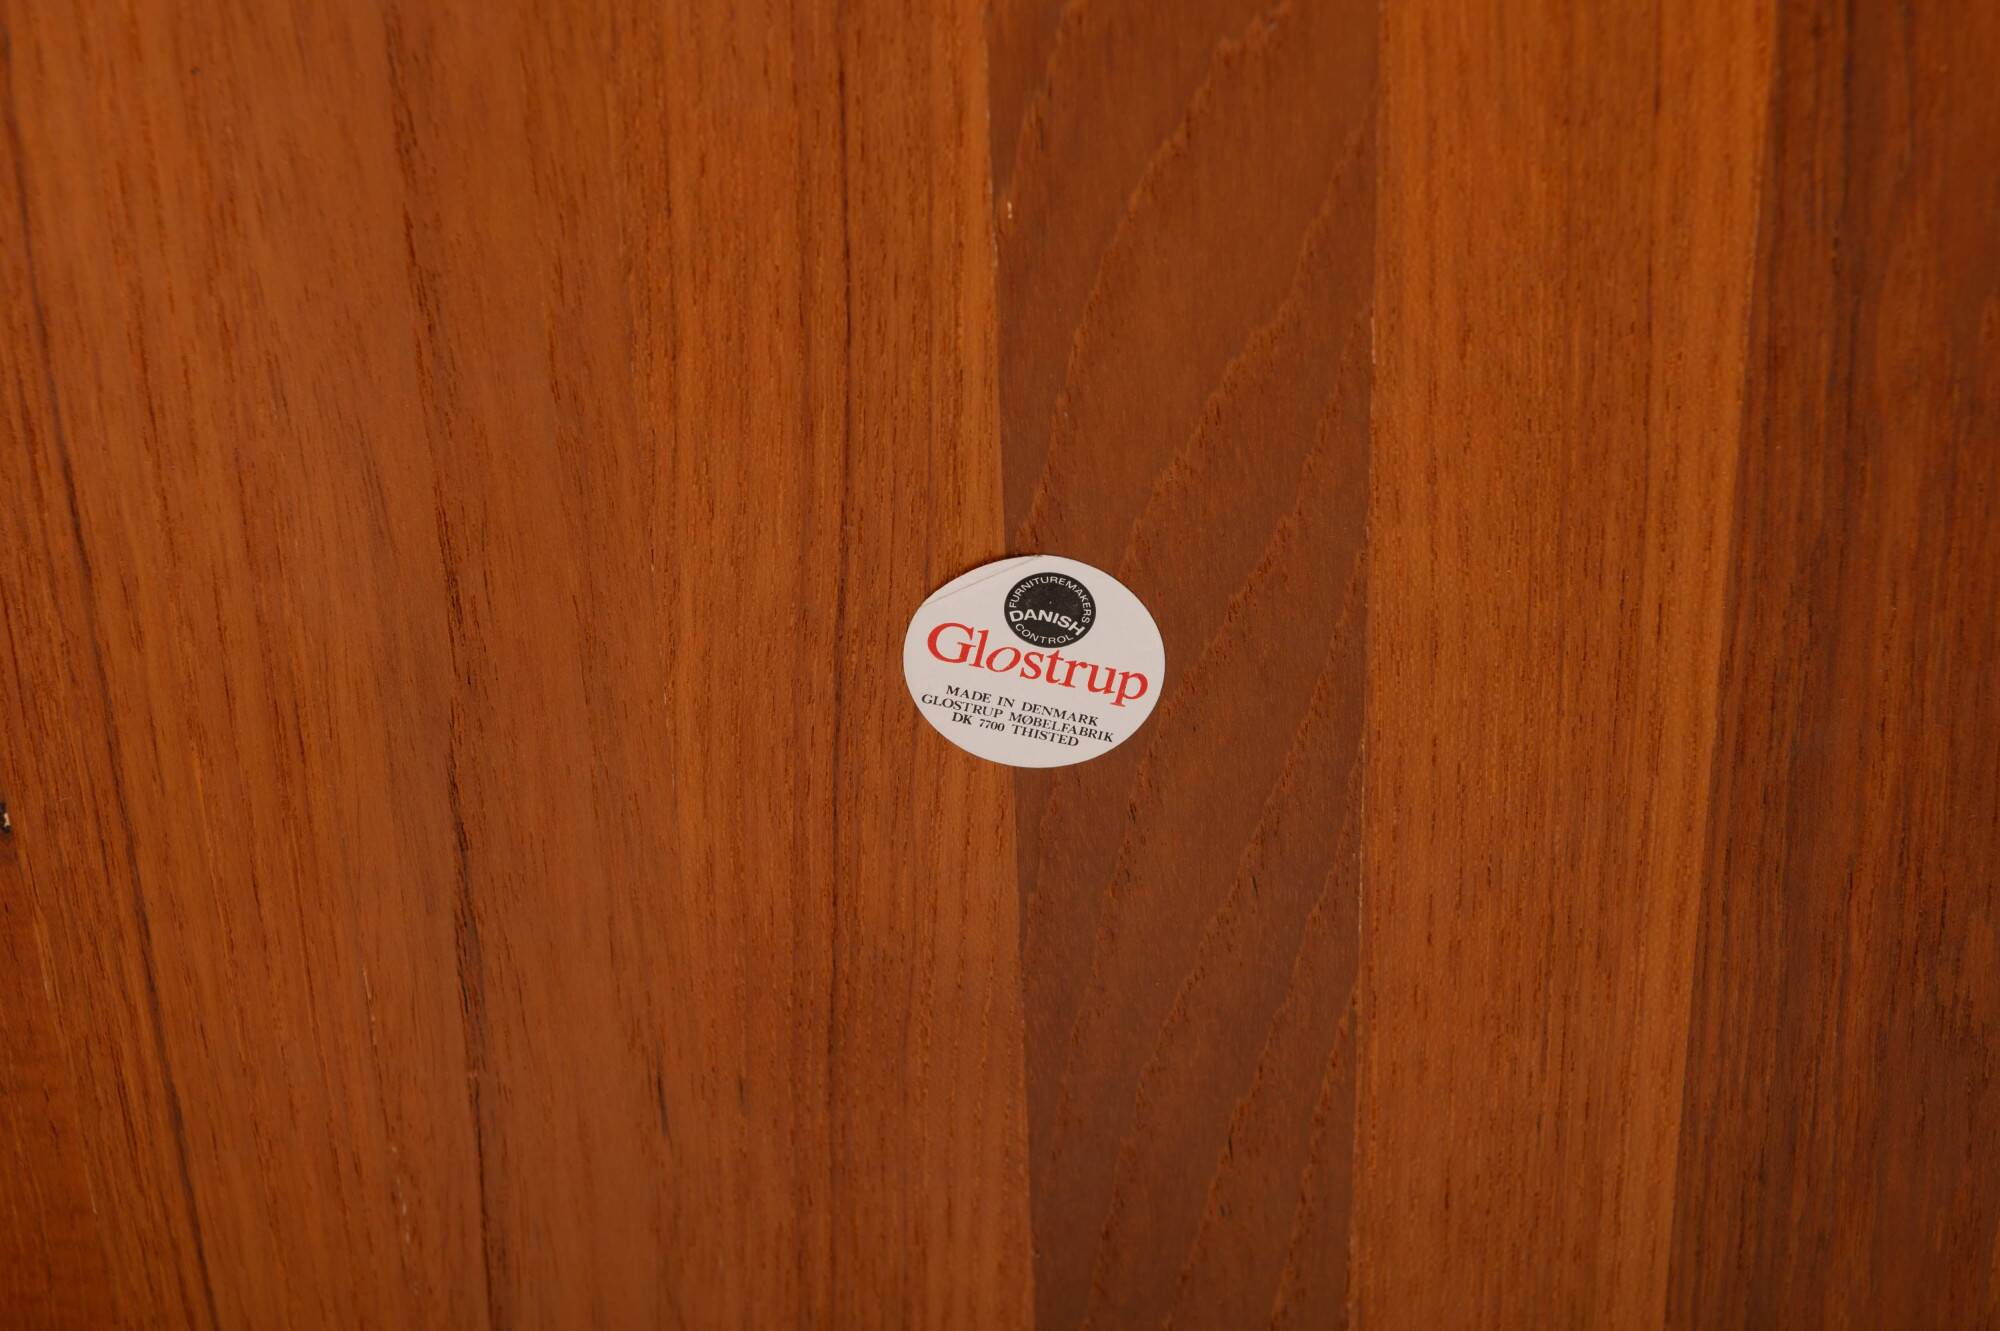 FURNITUREMAKERS
DANISH
CONTROL
Glostrup
MADE IN DENMARK
GLOSTRUP MØBELFABRIK
DK 7700 THISTED